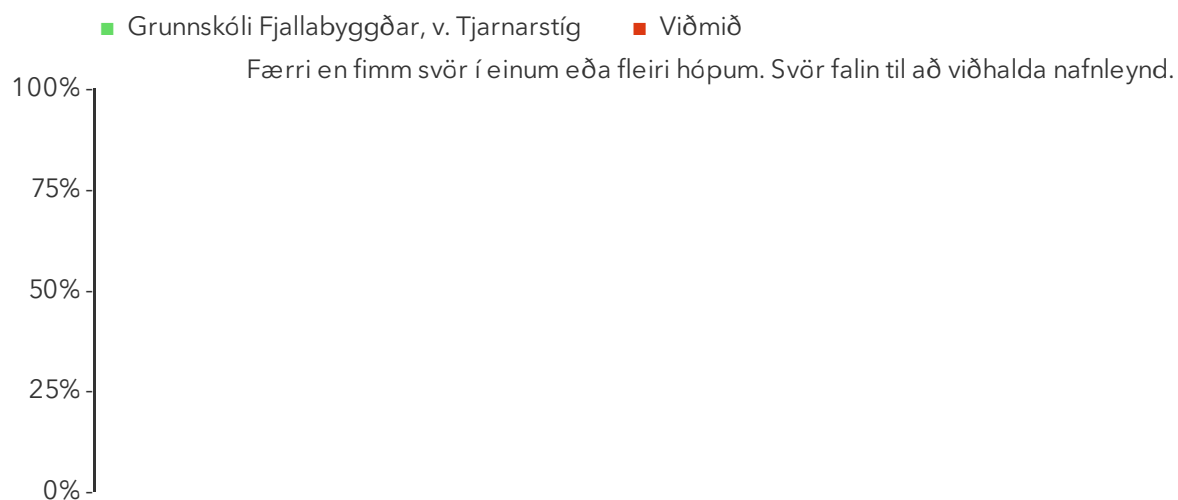 Grunnskóli Fjallabyggðar, v. Tjarnarstíg Viðmið
Færri en fimm svör í einum eða fleiri hópum. Svör falin til að viðhalda nafnleynd.
100%
75%
50%
25%
0%